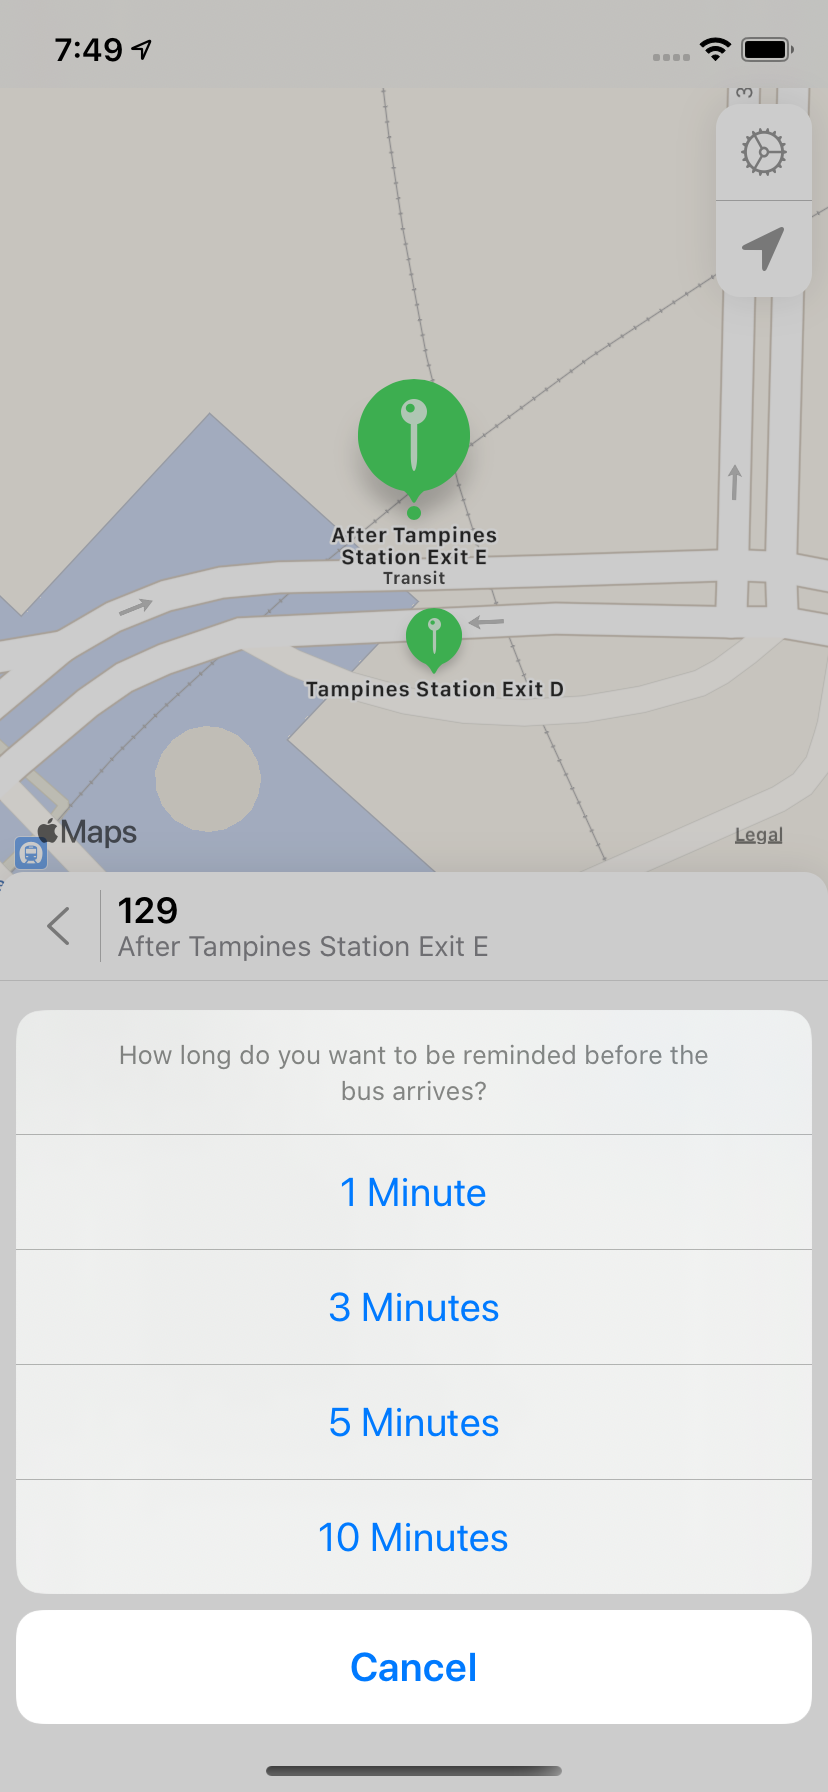 7:49
3
After Tampines
Station Exit E
Transit
Tampines Station Exit D
Maps
Legal
129
After Tampines Station Exit E
How long do you want to be reminded before the
bus arrives?
1 Minute
3 Minutes
5 Minutes
10 Minutes
Cancel